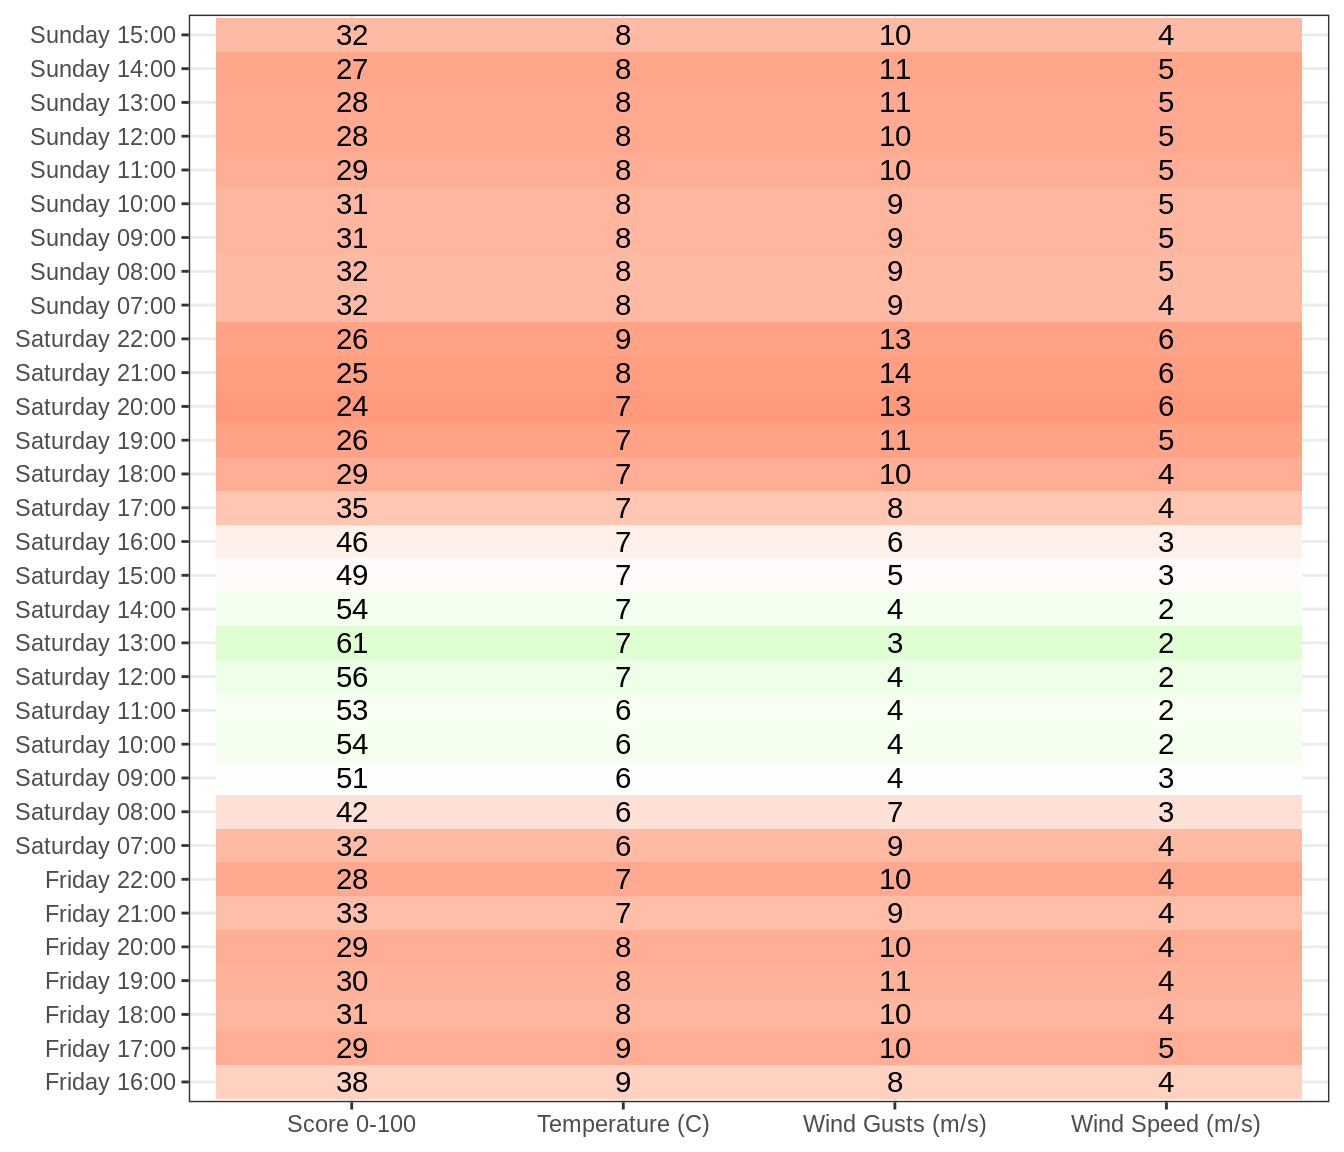 Sunday 15:00 32 8 10 4
Sunday 14:00 27 8 11 5
Sunday 13:00 28 8 11 5
Sunday 12:00 28 8 10 5
Sunday 11:00 29 8 10 5
Sunday 10:00 31 8 9 5
Sunday 09:00 31 8 9 5
Sunday 08:00 32 8 9 5
Sunday 07:00 32 8 9 4
Saturday 22:00 26 9 13 6
Saturday 21:00 25 8 14 6
Saturday 20:00 24 7 13 6
Saturday 19:00 26 7 11 5
Saturday 18:00 29 7 10 4
Saturday 17:00 35 7 8 4
Saturday 16:00 46 7 6 3
Saturday 15:00 49 7 5 3
Saturday 14:00 54 7 4 2
Saturday 13:00 61 7 3 2
Saturday 12:00 56 7 4 2
Saturday 11:00 53 6 4 2
Saturday 10:00 54 6 4 2
Saturday 09:00 51 6 4 3
Saturday 08:00 42 6 7 3
Saturday 07:00 32 6 9 4
Friday 22:00 28 7 10 4
Friday 21:00 33 7 9 4
Friday 20:00 29 8 10 4
Friday 19:00 30 8 11 4
Friday 18:00 31 8 10 4
Friday 17:00 29 9 10 5
Friday 16:00 38 9 8 4
Score 0-100 Temperature (C) Wind Gusts (m/s) Wind Speed (m/s)